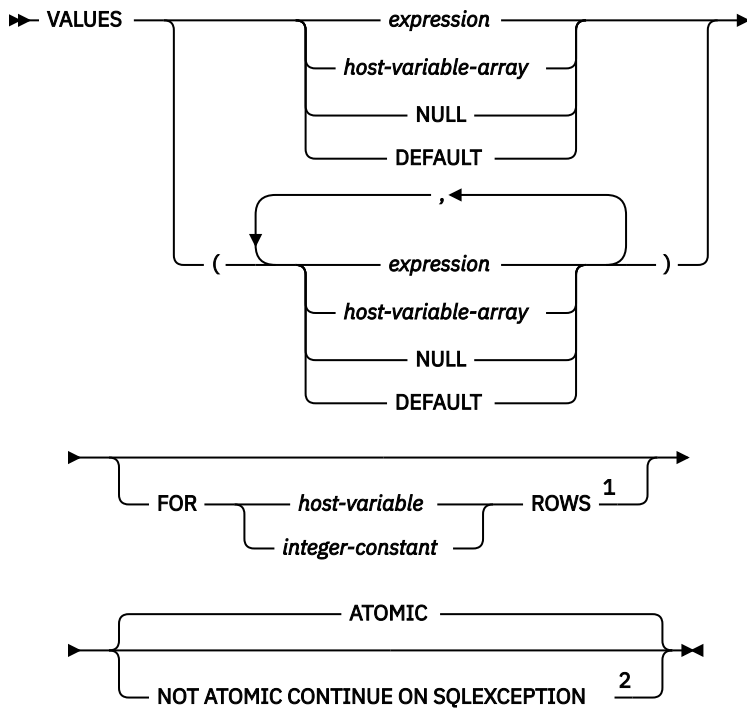 VALUES expression
host-variable-array
NULL
DEFAULT
,
( expression )
host-variable-array
NULL
DEFAULT
FOR host-variable ROWS 1
integer-constant
ATOMIC
NOT ATOMIC CONTINUE ON SQLEXCEPTION 2